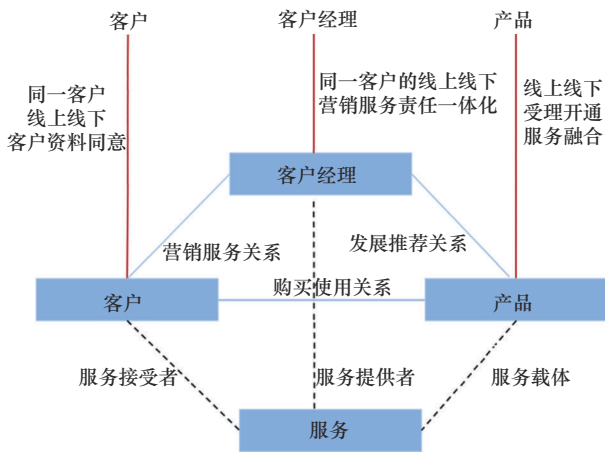 客户
客户经理
产品
同一客户
线上线下
客户资料同意
同一客户的线上线下
营销服务责任一体化
线上线下
受理开通
服务融合
客户经理
营销服务关系
发展推荐关系
客户
购买使用关系
产品
服务接受者
服务提供者
服务载体
服务